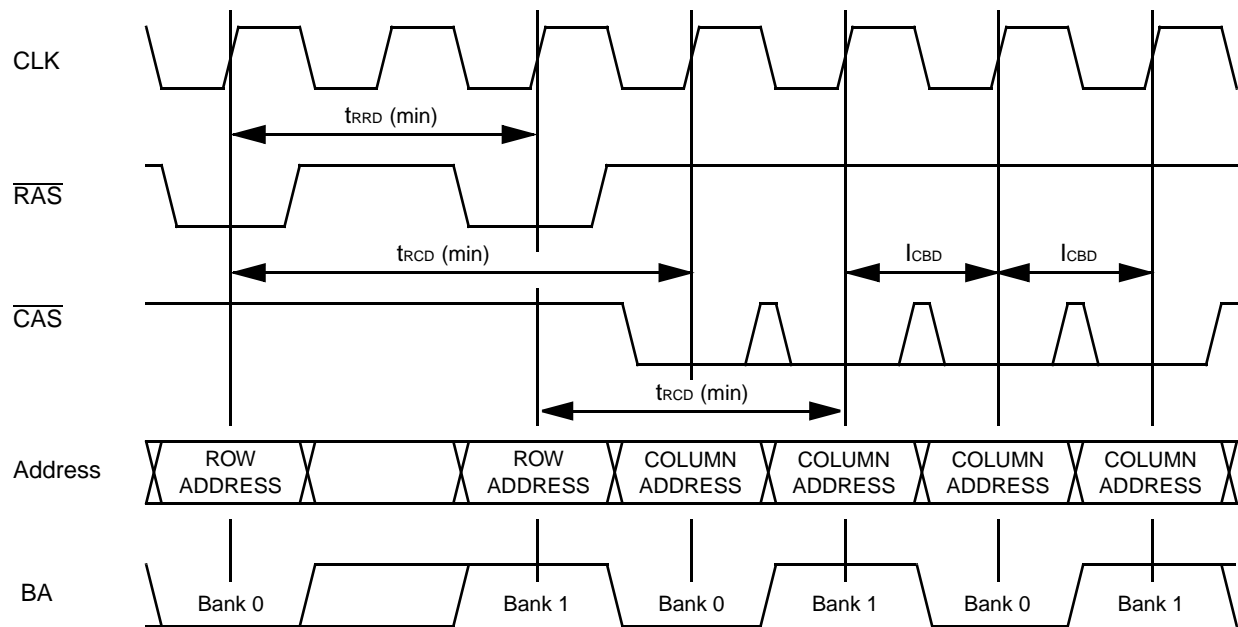 CLK
tRRD (min)
RAS
tRCD (min)
ICBD
ICBD
CAS
tRCD (min)
Address
ROW
ADDRESS
ROW
ADDRESS
COLUMN
ADDRESS
COLUMN
ADDRESS
COLUMN
ADDRESS
COLUMN
ADDRESS
BA
Bank 0
Bank 1
Bank 0
Bank 1
Bank 0
Bank 1